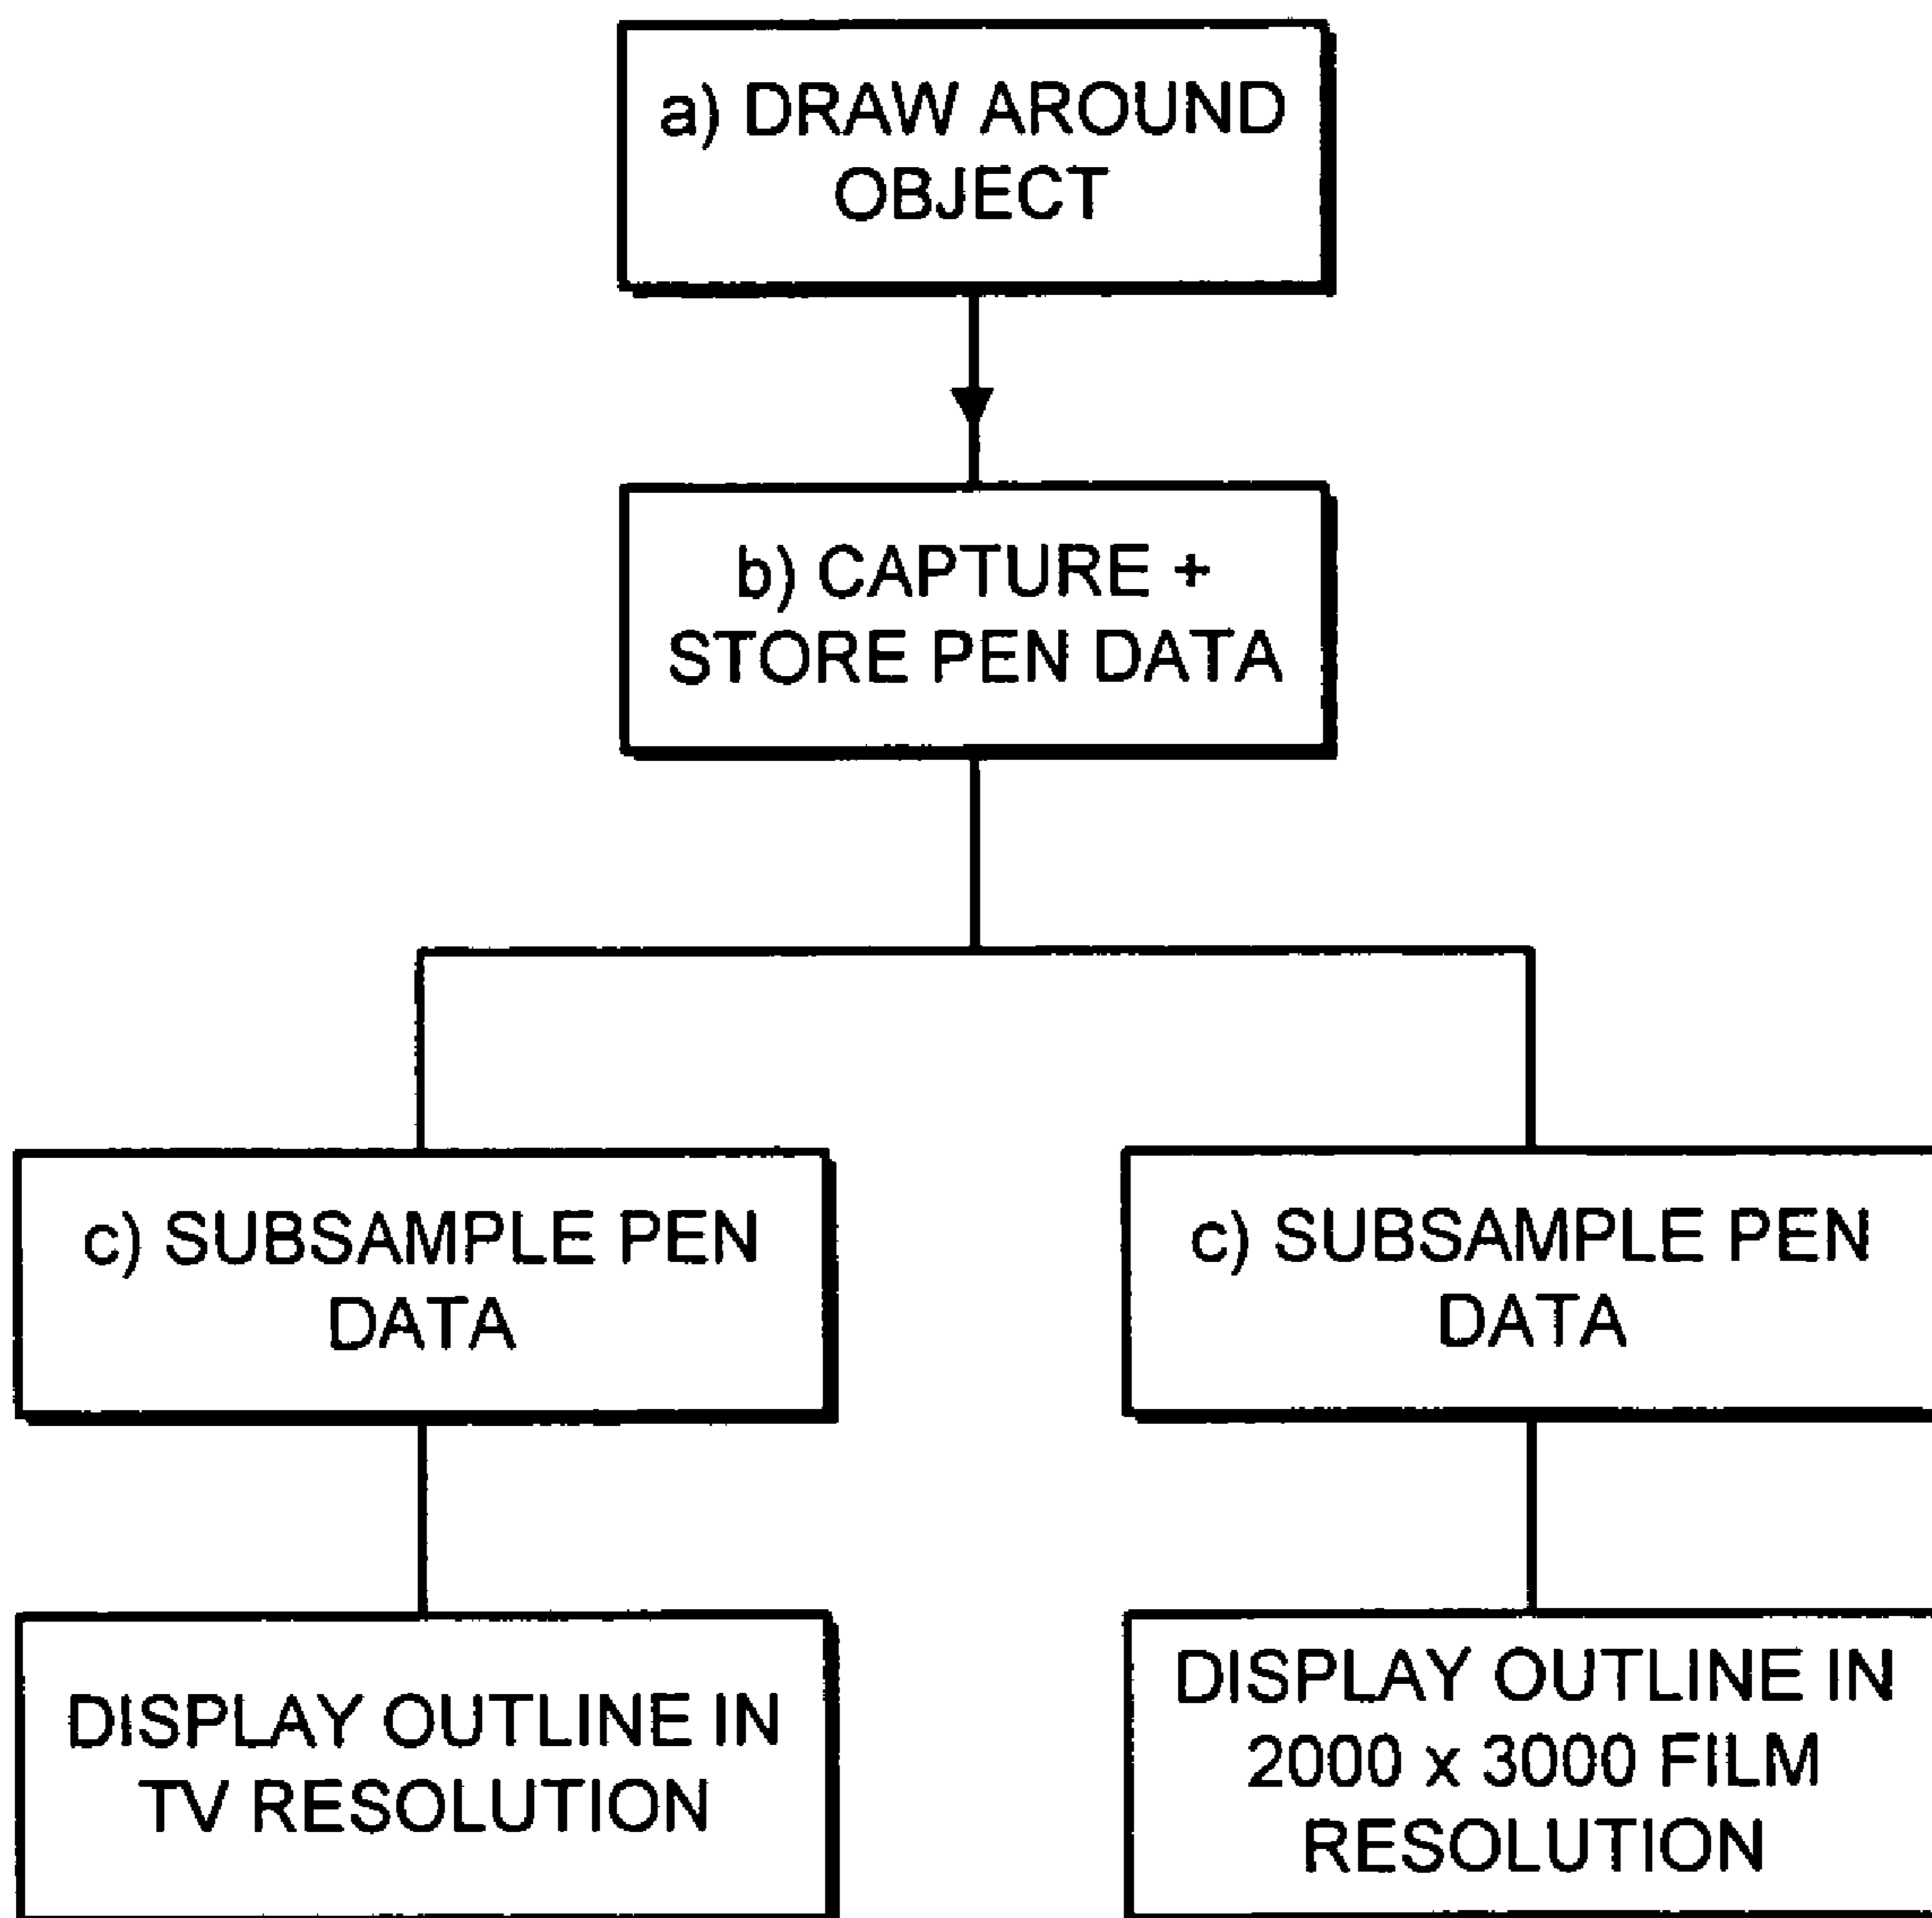 a) DRAW AROUND
OBJECT
b) CAPTURE +
STORE PEN DATA
c) SUBSAMPLE PEN
DATA
c) SUBSAMPLE PEN
DATA
DISPLAY OUTLINE IN
TV RESOLUTION
DISPLAY OUTLINE IN
2000 x 3000 FILM
RESOLUTION